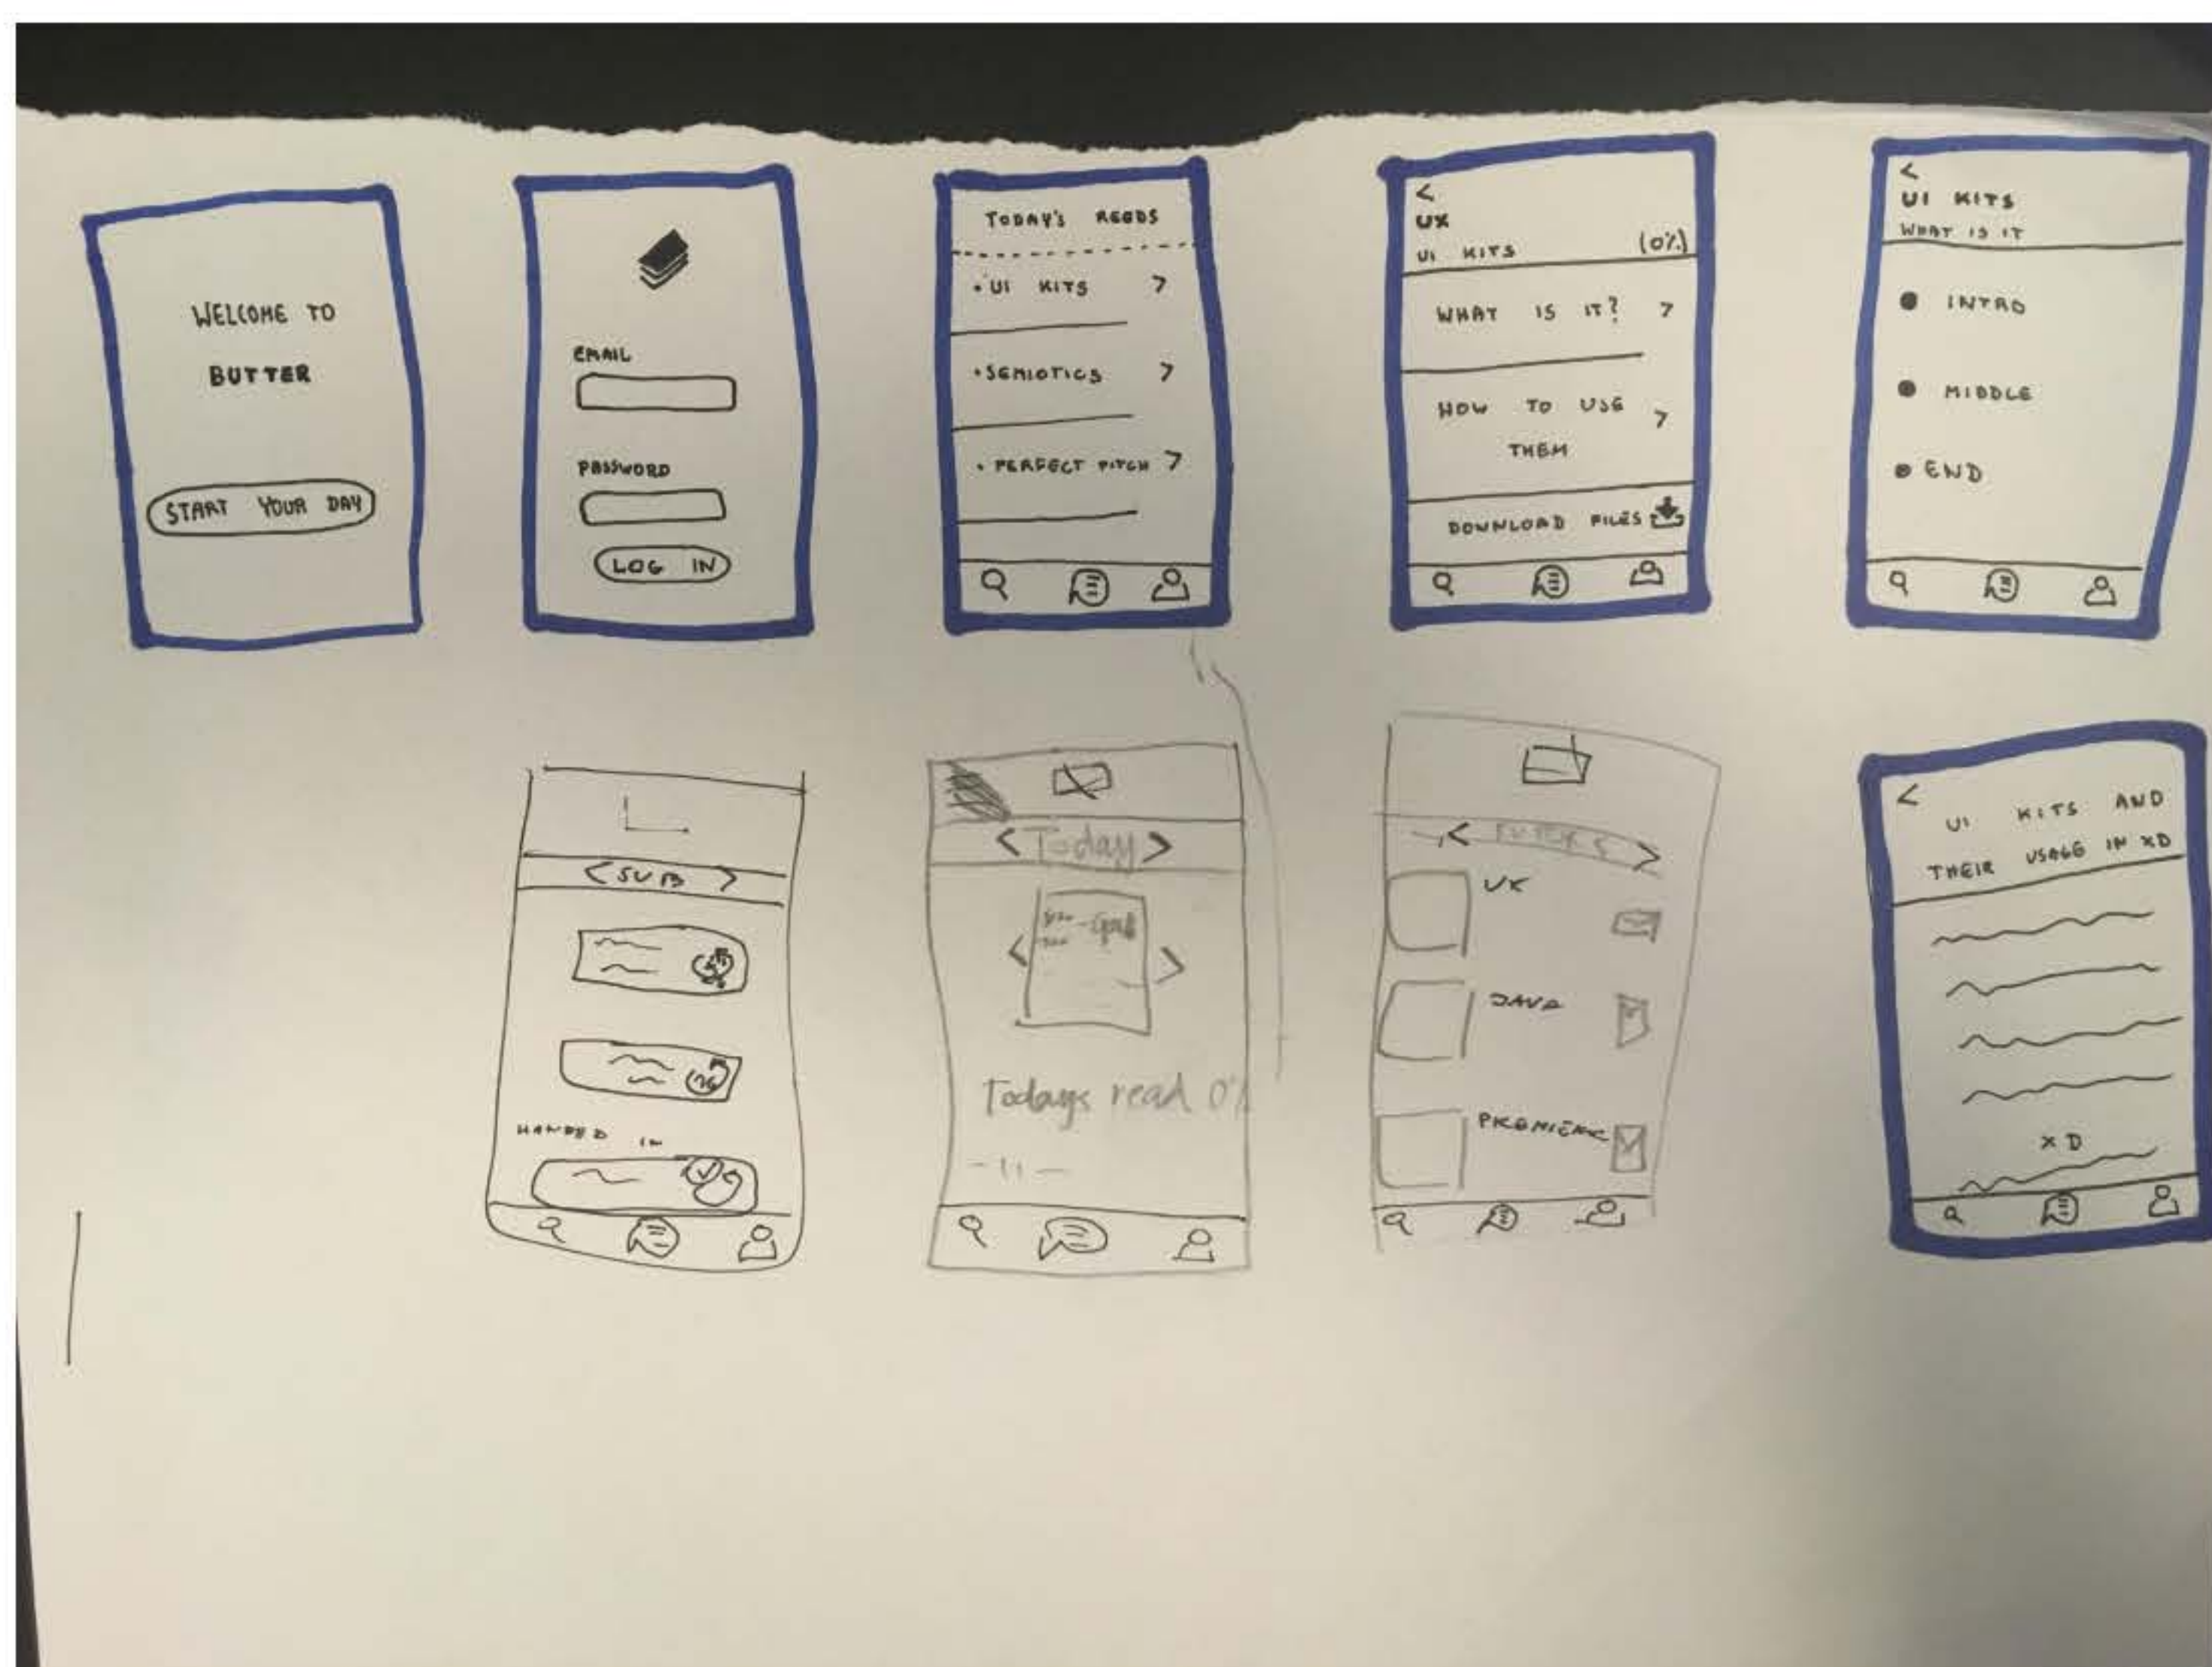 WELCOME TO
BUTTER
START YOUR DAY
EMAIL
PASSWORD
LOG IN
TODAY'S READS
• UI KITS >
• SEMIOTICS >
• PERFECT PITCH >
<
UX
UI KITS (0%)
WHAT IS IT? >
HOW TO USE >
THEM
DOWNLOAD FILES
<
UI KITS
WHAT IS IT
• INTRO
• MIDDLE
• END
< SUB >
HANDED IN
< Today >
< >
Todays read 0%
- 11 -
< >
UX
JAVA
<
UI KITS AND
THEIR USAGE IN XD
XD